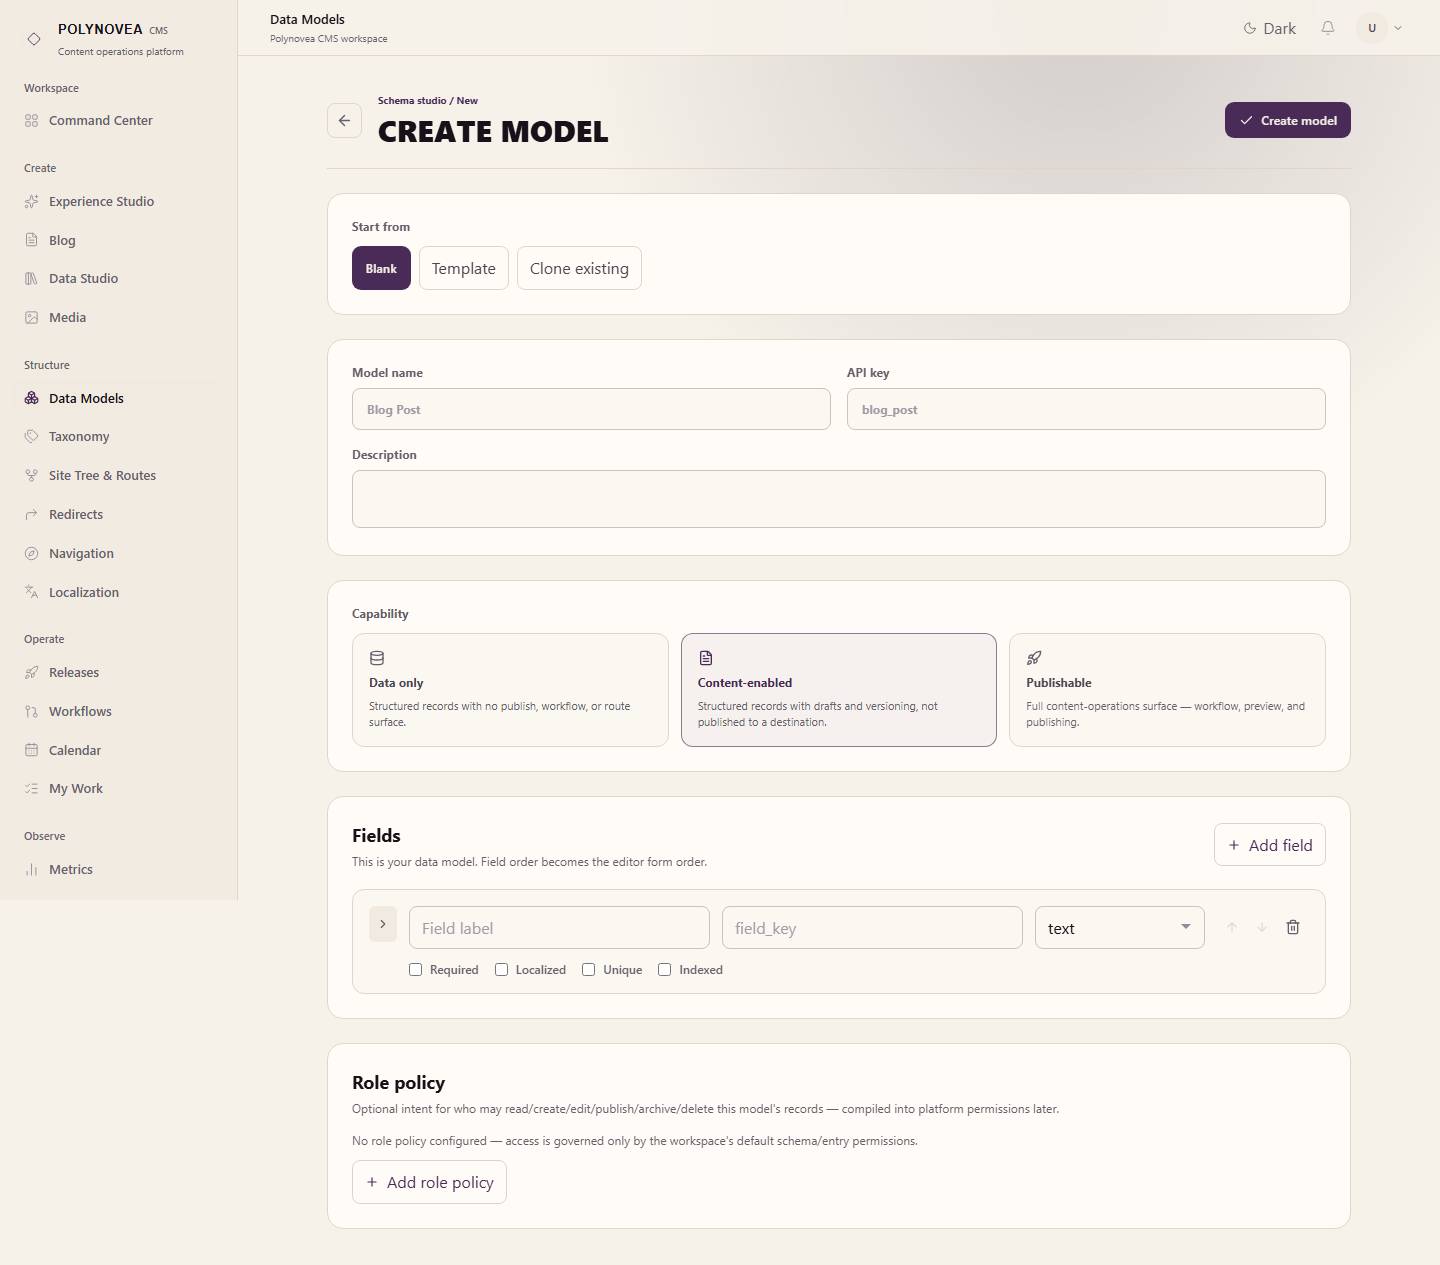 POLYNOVEA CMS
Content operations platform
Workspace
Command Center
Create
Experience Studio
Blog
Data Studio
Media
Structure
Data Models
Taxonomy
Site Tree & Routes
Redirects
Navigation
Localization
Operate
Releases
Workflows
Calendar
My Work
Observe
Metrics
Data Models
Polynovea CMS workspace
Dark
U
Schema studio / New
CREATE MODEL
Create model
Start from
Blank
Template
Clone existing
Model name
API key
Blog Post
blog_post
Description
Capability
Data only
Structured records with no publish, workflow, or route
surface.
Content-enabled
Structured records with drafts and versioning, not
published to a destination.
Publishable
Full content-operations surface — workflow, preview, and
publishing.
Fields
This is your data model. Field order becomes the editor form order.
Add field
Field label
field_key
text
Required
Localized
Unique
Indexed
Role policy
Optional intent for who may read/create/edit/publish/archive/delete this model's records — compiled into platform permissions later.
No role policy configured — access is governed only by the workspace's default schema/entry permissions.
Add role policy